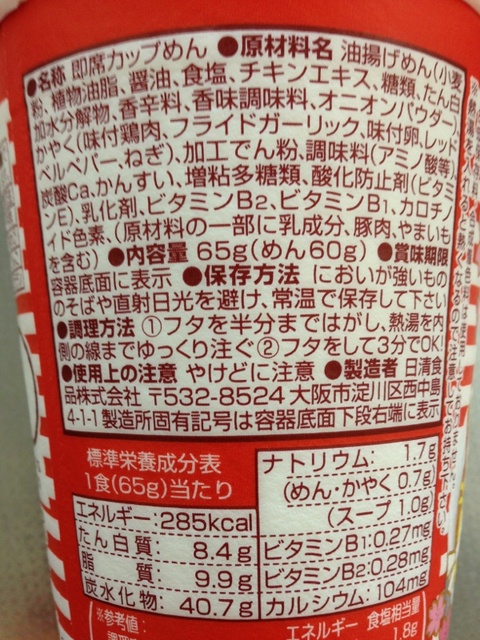 ●名称 即席カップめん ●原材料名 油揚げめん(小麦
粉、植物油脂、醤油、食塩、チキンエキス、糖類、たん白
加水分解物、香辛料、香味調味料、オニオンパウダー)、
かやく(味付鶏肉、フライドガーリック、味付卵、レッド
ベルペパー、ねぎ)、加工でん粉、調味料(アミノ酸等)、
炭酸Ca、かんすい、増粘多糖類、酸化防止剤(ビタミ
ンE)、乳化剤、ビタミンB2、ビタミンB1、カロチノ
イド色素、(原材料の一部に乳成分、豚肉、やまいも
を含む) ●内容量 65g(めん60g) ●賞味期限
容器底面に表示 ●保存方法 においが強いもの
のそばや直射日光を避け、常温で保存して下さい
●調理方法 ①フタを半分まではがし、熱湯を内
側の線までゆっくり注ぐ②フタをして3分でOK!
●使用上の注意 やけどに注意 ●製造者 日清食
品株式会社 〒532-8524 大阪市淀川区西中島
4-1-1 製造所固有記号は容器底面下段右端に表示
標準栄養成分表
1食(65g)当たり
エネルギー:285kcal
たん白質: 8.4g
脂質: 9.9g
炭水化物: 40.7g
ナトリウム: 1.7g
(めん・かやく 0.7g)
(スープ 1.0g)
ビタミンB1:0.27mg
ビタミンB2:0.28mg
カルシウム: 104mg
※参考値:
エネルギー 食塩相当量
8g